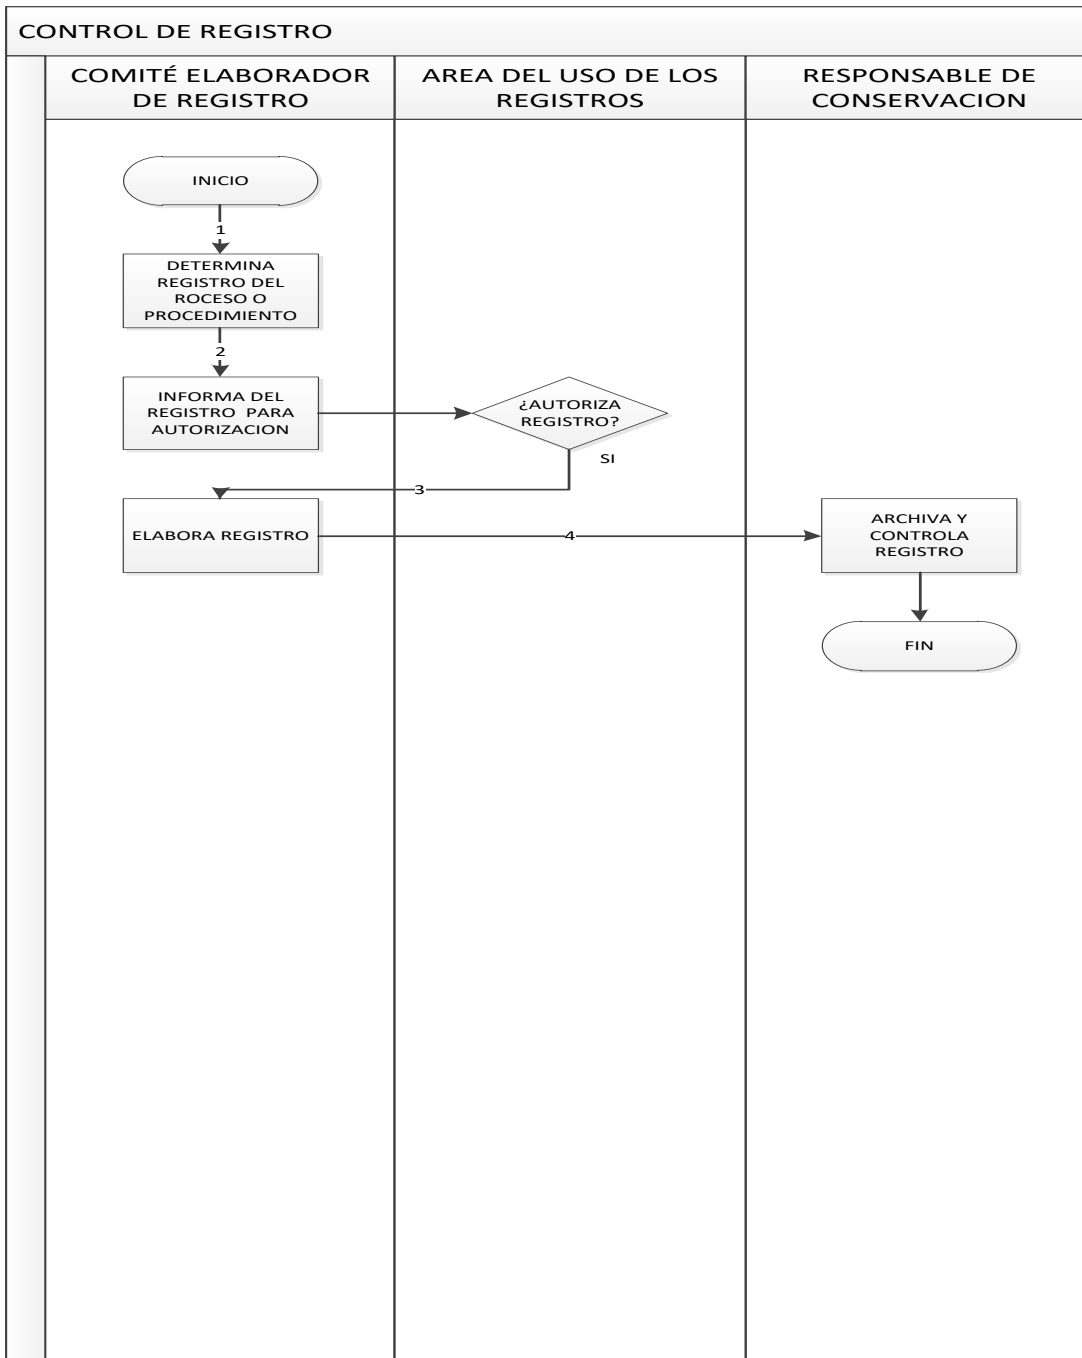 CONTROL DE REGISTRO
COMITÉ ELABORADOR
DE REGISTRO
AREA DEL USO DE LOS
REGISTROS
RESPONSABLE DE
CONSERVACION
INICIO
1
DETERMINA
REGISTRO DEL
ROCESO O
PROCEDIMIENTO
2
INFORMA DEL
REGISTRO PARA
AUTORIZACION
¿AUTORIZA
REGISTRO?
SI
3
ELABORA REGISTRO
4
ARCHIVA Y
CONTROLA
REGISTRO
FIN